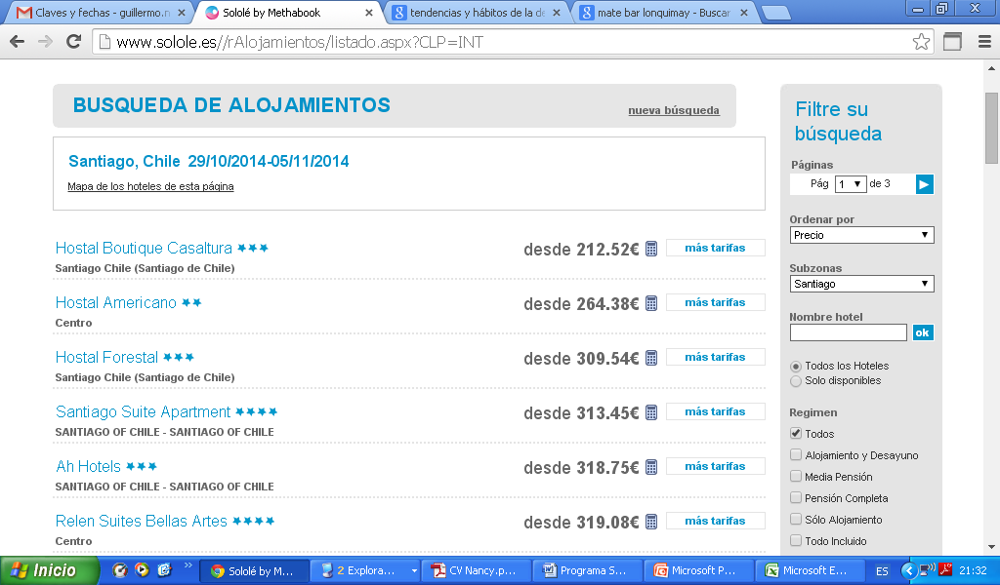 Claves y fechas - guillermo.n
Sololé by Methabook
tendencias y hábitos de la de
mate bar lonquimay - Buscar
www.solole.es//rAlojamientos/listado.aspx?CLP=INT
BUSQUEDA DE ALOJAMIENTOS
nueva búsqueda
Santiago, Chile 29/10/2014-05/11/2014
Mapa de los hoteles de esta página
Hostal Boutique Casaltura
desde 212.52€
más tarifas
Santiago Chile (Santiago de Chile)
Hostal Americano
desde 264.38€
más tarifas
Centro
Hostal Forestal
desde 309.54€
más tarifas
Santiago Chile (Santiago de Chile)
Santiago Suite Apartment
desde 313.45€
más tarifas
SANTIAGO OF CHILE - SANTIAGO OF CHILE
Ah Hotels
desde 318.75€
más tarifas
SANTIAGO OF CHILE - SANTIAGO OF CHILE
Relen Suites Bellas Artes
desde 319.08€
más tarifas
Centro
Filtre su
búsqueda
Páginas
Pág 1 de 3
Ordenar por
Precio
Subzonas
Santiago
Nombre hotel
ok
Todos los Hoteles
Solo disponibles
Regimen
Todos
Alojamiento y Desayuno
Media Pensión
Pensión Completa
Sólo Alojamiento
Todo Incluido
Inicio
Sololé by M...
2 Explora...
CV Nancy.p...
Programa S...
Microsoft P...
Microsoft E...
ES
21:32